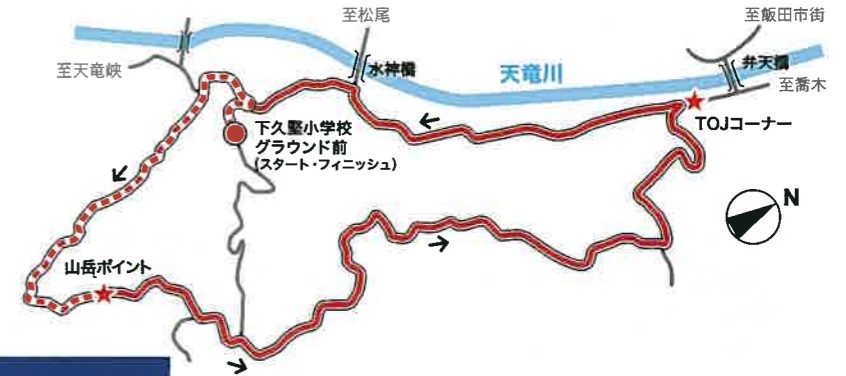 至松尾
至飯田市街
至天竜峡
水神橋
天竜川
弁天橋
至喬木
TOJコーナー
下久堅小学校
グラウンド前
(スタート・フィニッシュ)
N
山岳ポイント